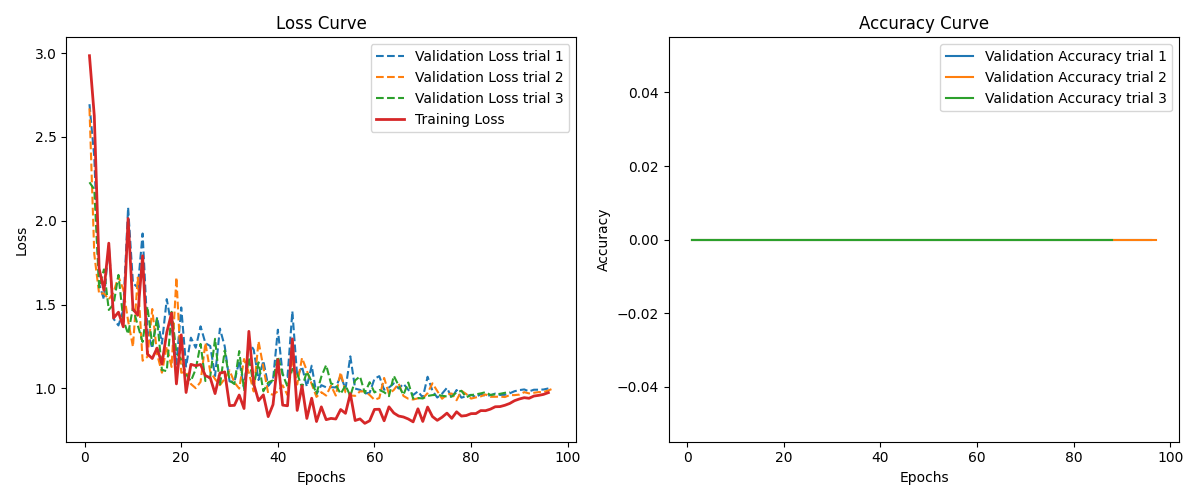 Loss Curve
Validation Loss trial 1
Validation Loss trial 2
Validation Loss trial 3
Training Loss
3.0
2.5
2.0
1.5
1.0
Loss
0 20 40 60 80 100
Epochs
Accuracy Curve
Validation Accuracy trial 1
Validation Accuracy trial 2
Validation Accuracy trial 3
0.04
0.02
0.00
−0.02
−0.04
Accuracy
0 20 40 60 80 100
Epochs